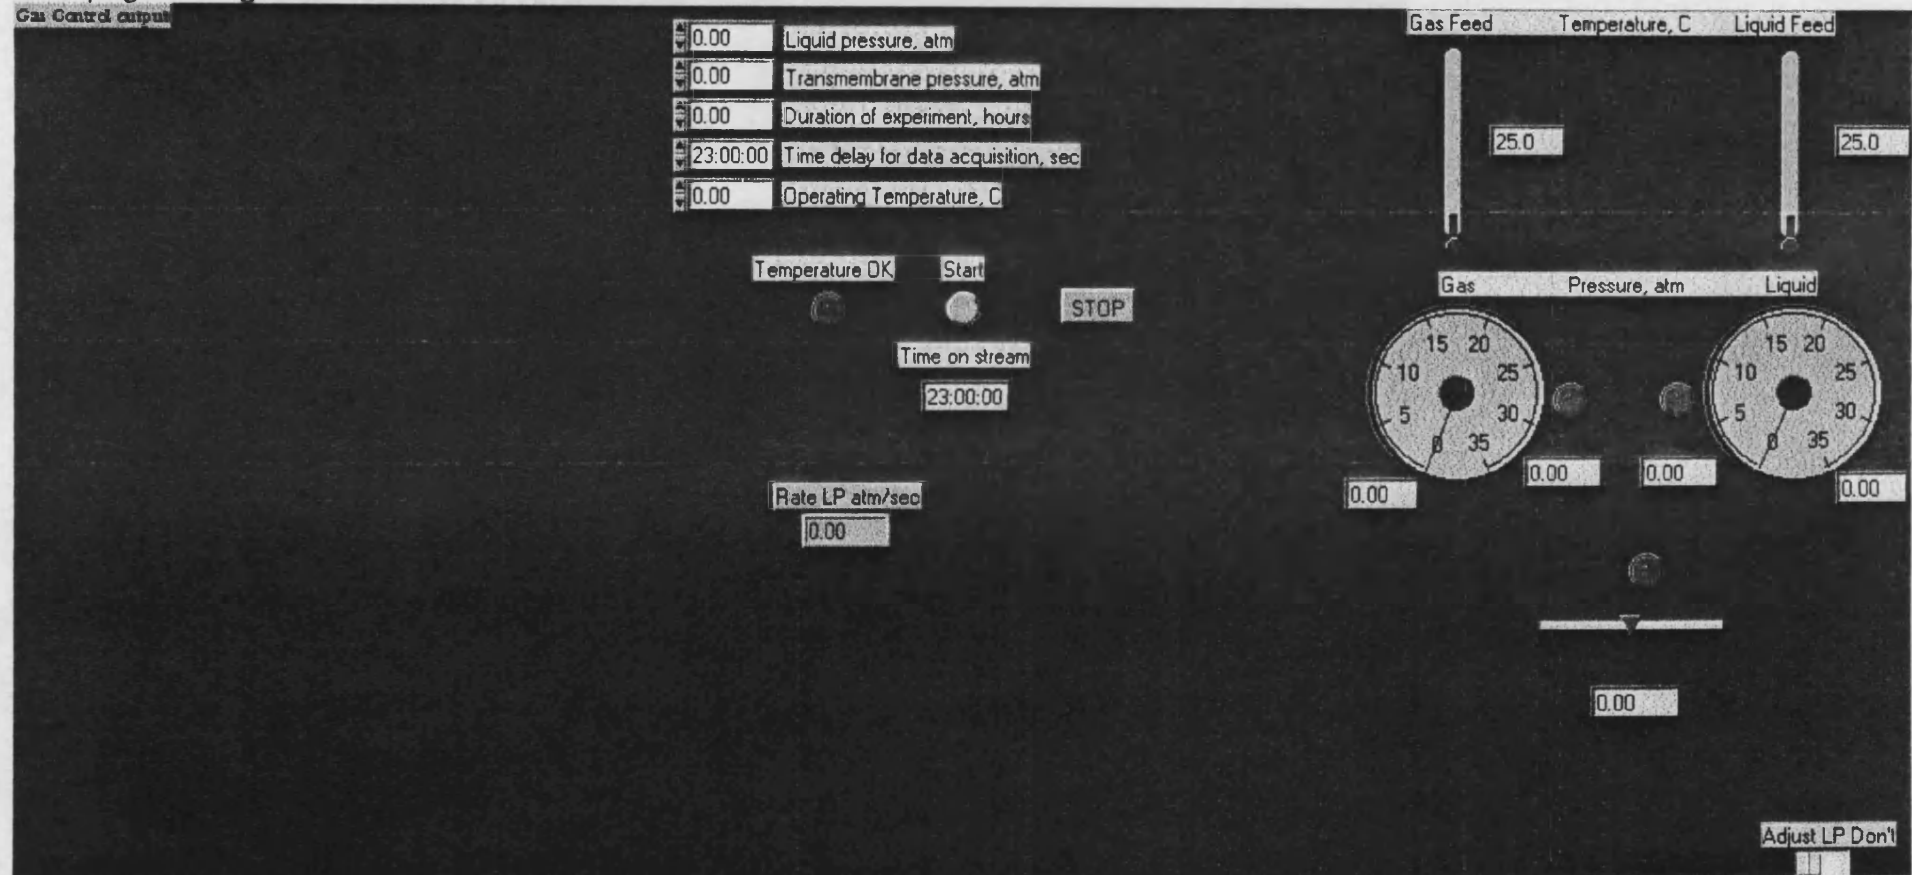 Gas Control output
0.00 Liquid pressure, atm
0.00 Transmembrane pressure, atm
0.00 Duration of experiment, hours
23:00:00 Time delay for data acquisition, sec
0.00 Operating Temperature, C
Temperature OK Start
STOP
Time on stream
23:00:00
Rate LP atm/sec
0.00
Gas Feed Temperature, C Liquid Feed
25.0 25.0
Gas Pressure, atm Liquid
15 20 15 20
10 25 10 25
5 30 5 30
0 35 0 35
0.00 0.00 0.00 0.00
0.00
Adjust LP Don't